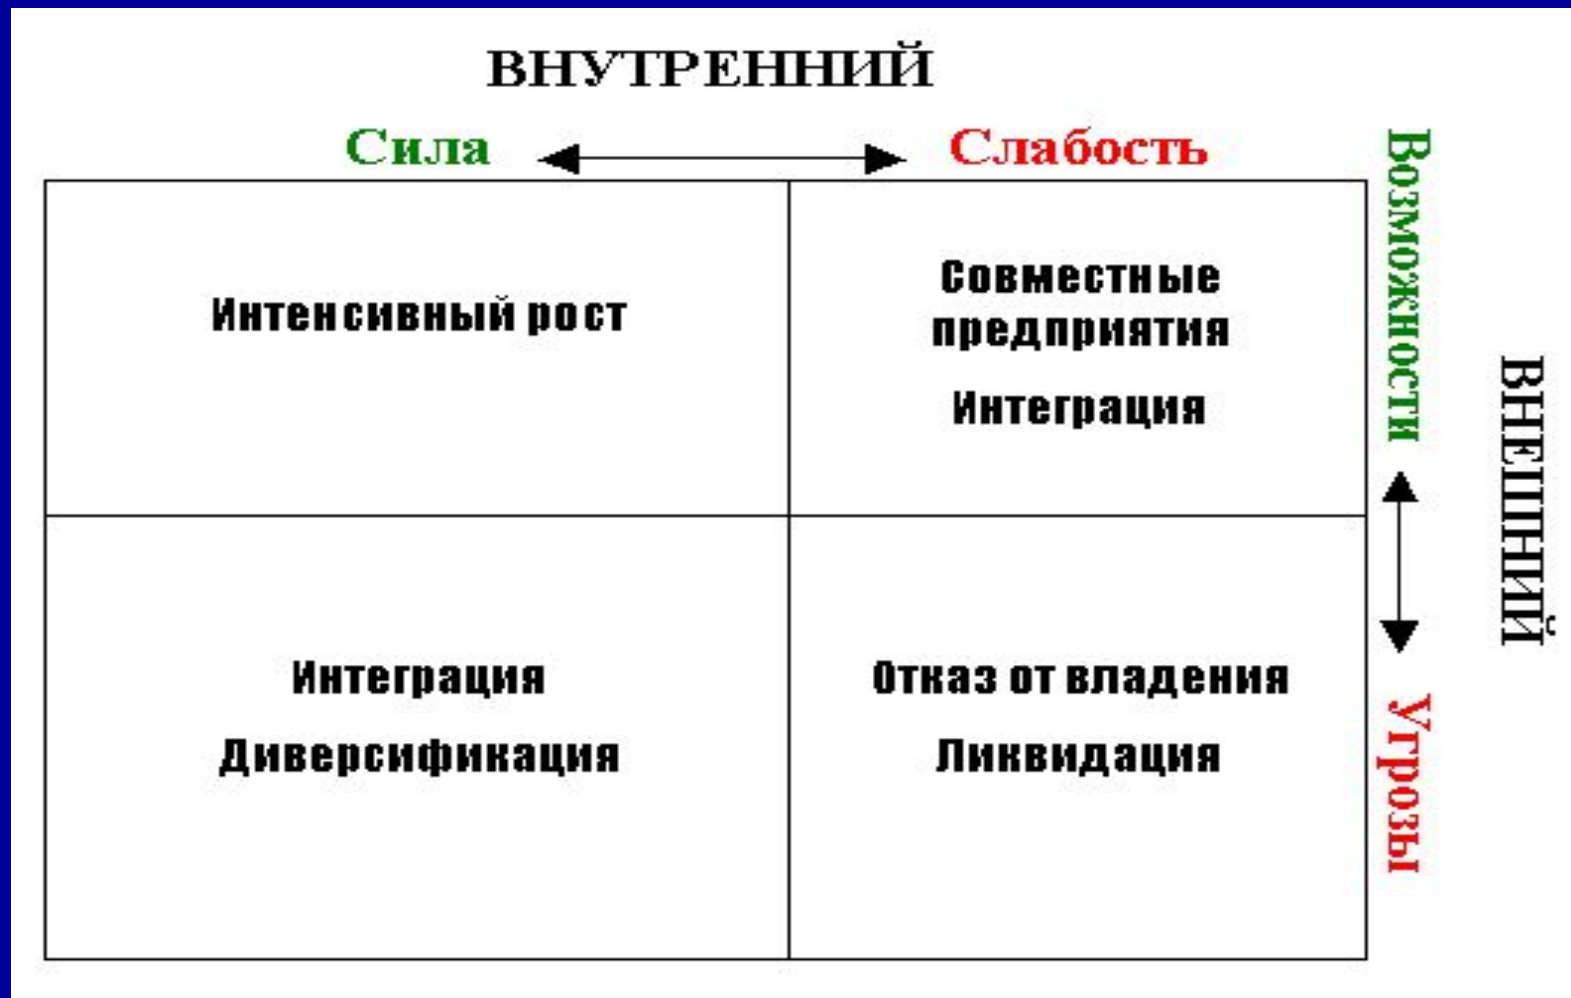 ВНУТРЕННИЙ
Сила
Слабость
Интенсивный рост
Совместные
предприятия
Интеграция
Интеграция
Диверсификация
Отказ от владения
Ликвидация
Возможности
Угрозы
ВНЕШНИЙ